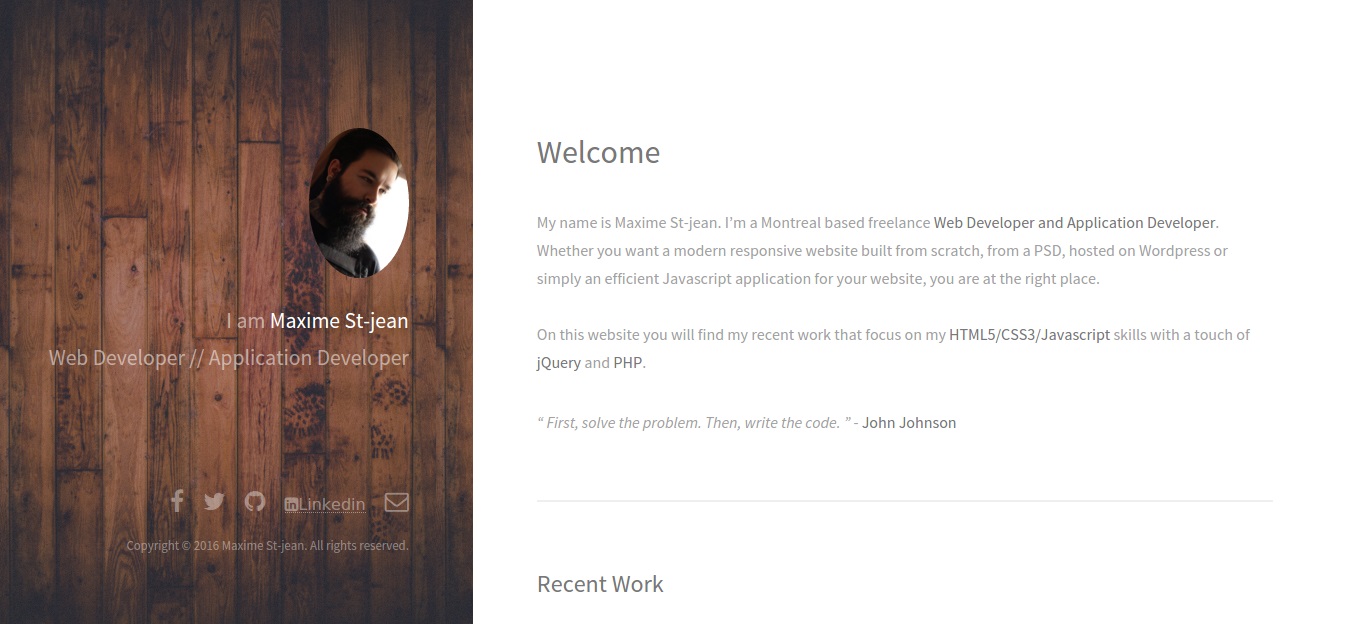 I am Maxime St-jean
Web Developer // Application Developer
Linkedin
Copyright © 2016 Maxime St-jean. All rights reserved.
Welcome
My name is Maxime St-jean. I'm a Montreal based freelance Web Developer and Application Developer.
Whether you want a modern responsive website built from scratch, from a PSD, hosted on Wordpress or
simply an efficient Javascript application for your website, you are at the right place.
On this website you will find my recent work that focus on my HTML5/CSS3/Javascript skills with a touch of
jQuery and PHP.
“ First, solve the problem. Then, write the code. ” - John Johnson
Recent Work